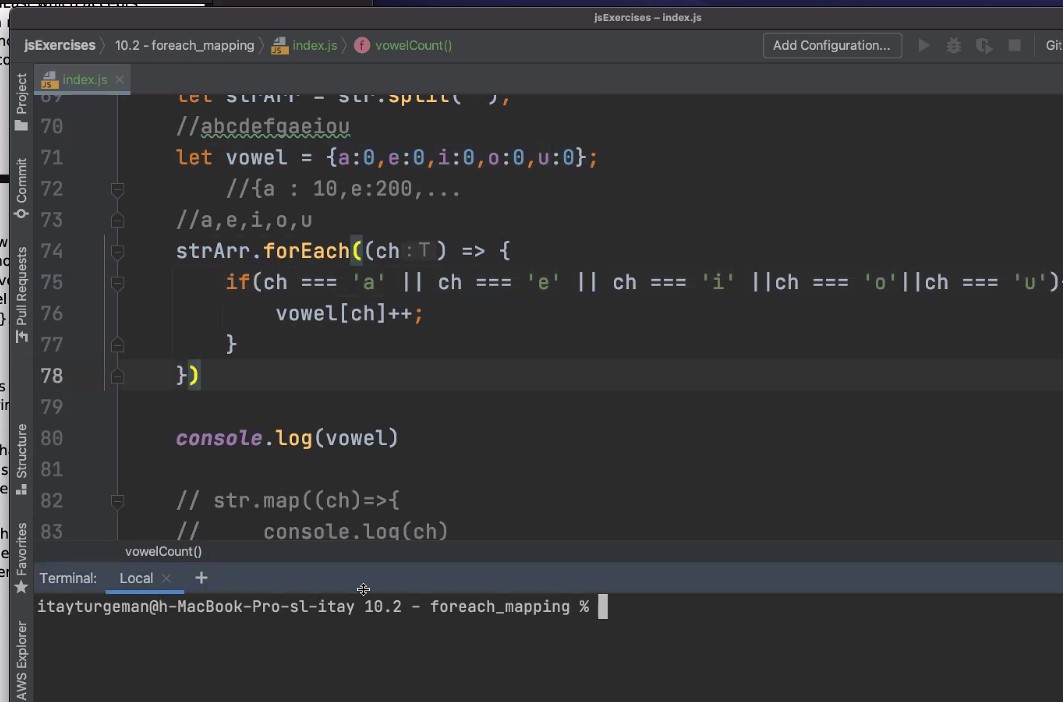 jsExercises – index.js
jsExercises 10.2 - foreach_mapping index.js vowelCount()
Add Configuration...
Git
index.js
Project
Commit
Pull Requests
Structure
Favorites
AWS Explorer
69 let strArr = str.split(
70 //abcdefgaeiou
71 let vowel = {a:0,e:0,i:0,o:0,u:0};
72 //{a : 10,e:200,...
73 //a,e,i,o,u
74 strArr.forEach((ch : T ) => {
75 if(ch === 'a' || ch === 'e' || ch === 'i' ||ch === 'o'||ch === 'u')
76 vowel[ch]++;
77 }
78 })
79
80 console.log(vowel)
81
82 // str.map((ch)=>{
83 // console.log(ch)
vowelCount()
Terminal: Local +
itayturgeman@h-MacBook-Pro-sl-itay 10.2 - foreach_mapping %